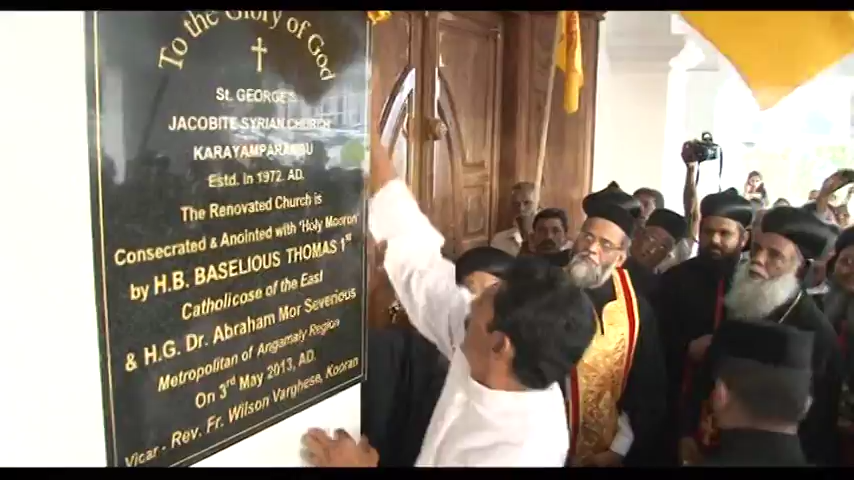 To the Glory of God
ST. GEORGE'S
JACOBITE SYRIAN CHURCH
KARAYAMPARAMBU
ESTD. IN 1972. AD.
THE RENOVATED CHURCH IS
CONSECRATED & ANOINTED WITH 'HOLY MOORON'
BY H.B. BASELIOUS THOMAS 1ST
CATHOLICOSE OF THE EAST
& H.G. DR. ABRAHAM MOR SEVERIOUS
METROPOLITAN OF ANGAMALY REGION
ON 3RD MAY 2013, AD.
VICAR - REV. FR. WILSON VARGHESE, KOORAN